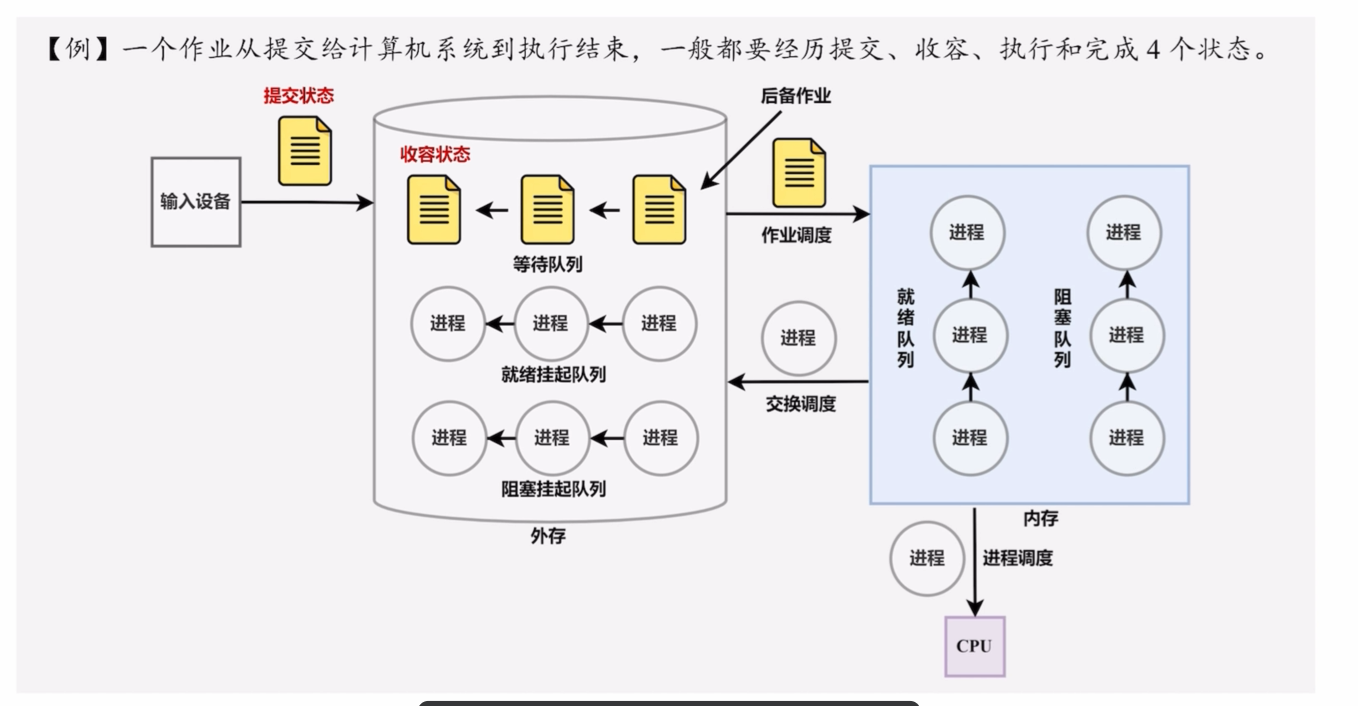 【例】一个作业从提交给计算机系统到执行结束，一般都要经历提交、收容、执行和完成 4 个状态。
提交状态
后备作业
收容状态
输入设备
作业调度
等待队列
进程
进程
进程
就绪挂起队列
进程
进程
进程
阻塞挂起队列
外存
进程
交换调度
就绪队列
进程
进程
进程
阻塞队列
进程
进程
进程
内存
进程
进程调度
CPU